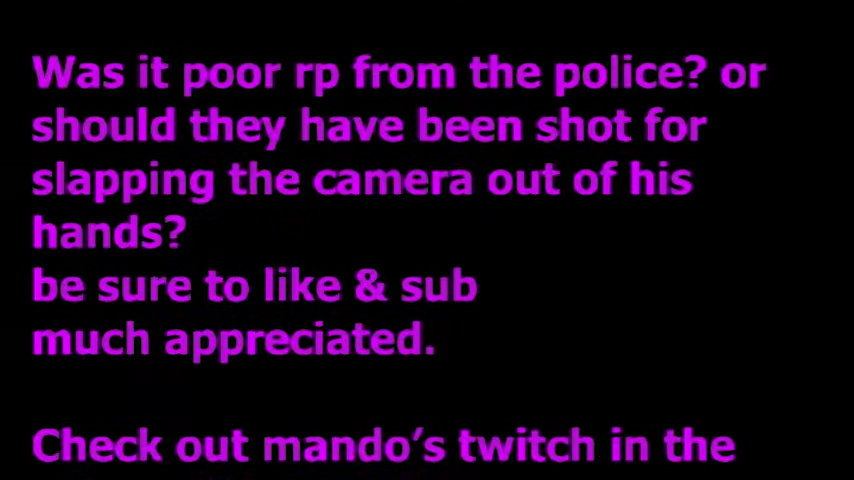 Was it poor rp from the police? or
should they have been shot for
slapping the camera out of his
hands?
be sure to like & sub
much appreciated.
Check out mando's twitch in the